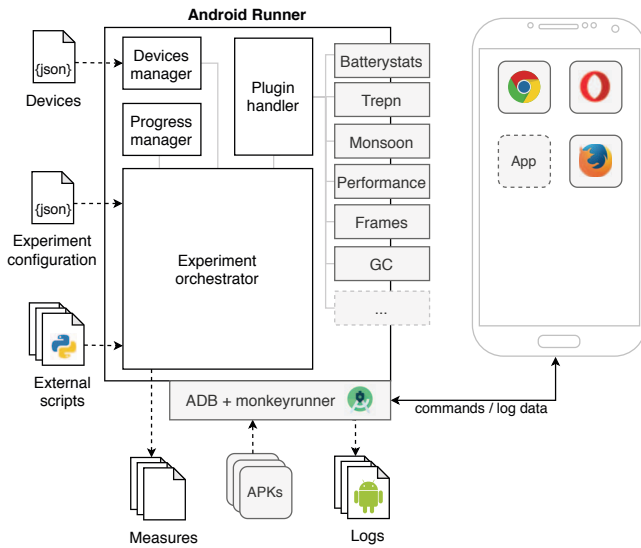 Android Runner
{json}
Devices
Devices
manager
Plugin
handler
Progress
manager
Batterystats
Trepn
Monsoon
Performance
Frames
GC
...
App
{json}
Experiment
configuration
Experiment
orchestrator
External
scripts
ADB + monkeyrunner
commands / log data
Measures
APKs
Logs